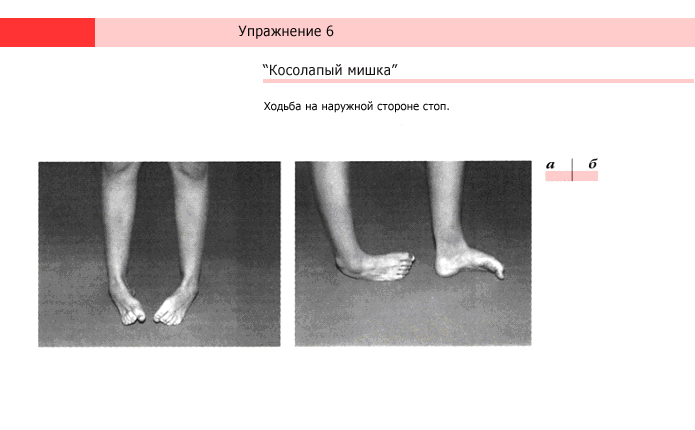 Упражнение 6
“Косолапый мишка”
Ходьба на наружной стороне стоп.
а б